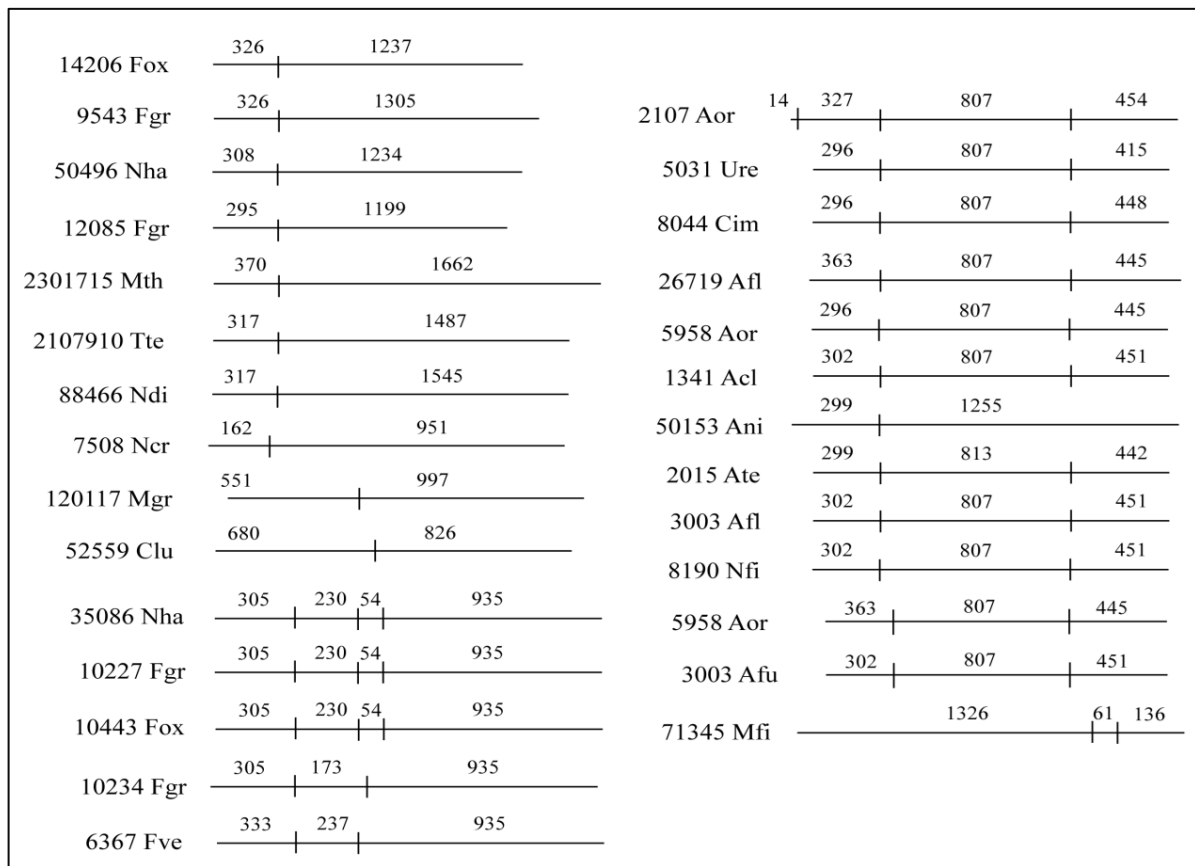 326 1237
14206 Fox
326 1305
9543 Fgr
308 1234
50496 Nha
295 1199
12085 Fgr
370 1662
2301715 Mth
317 1487
2107910 Tte
317 1545
88466 Ndi
162 951
7508 Ncr
551 997
120117 Mgr
680 826
52559 Clu
305 230 54 935
35086 Nha
305 230 54 935
10227 Fgr
305 230 54 935
10443 Fox
305 173 935
10234 Fgr
333 237 935
6367 Fve
14 327 807 454
2107 Aor
296 807 415
5031 Ure
296 807 448
8044 Cim
363 807 445
26719 Afl
296 807 445
5958 Aor
302 807 451
1341 Acl
299 1255
50153 Ani
299 813 442
2015 Ate
302 807 451
3003 Afl
302 807 451
8190 Nfi
363 807 445
5958 Aor
302 807 451
3003 Afu
1326 61 136
71345 Mfi